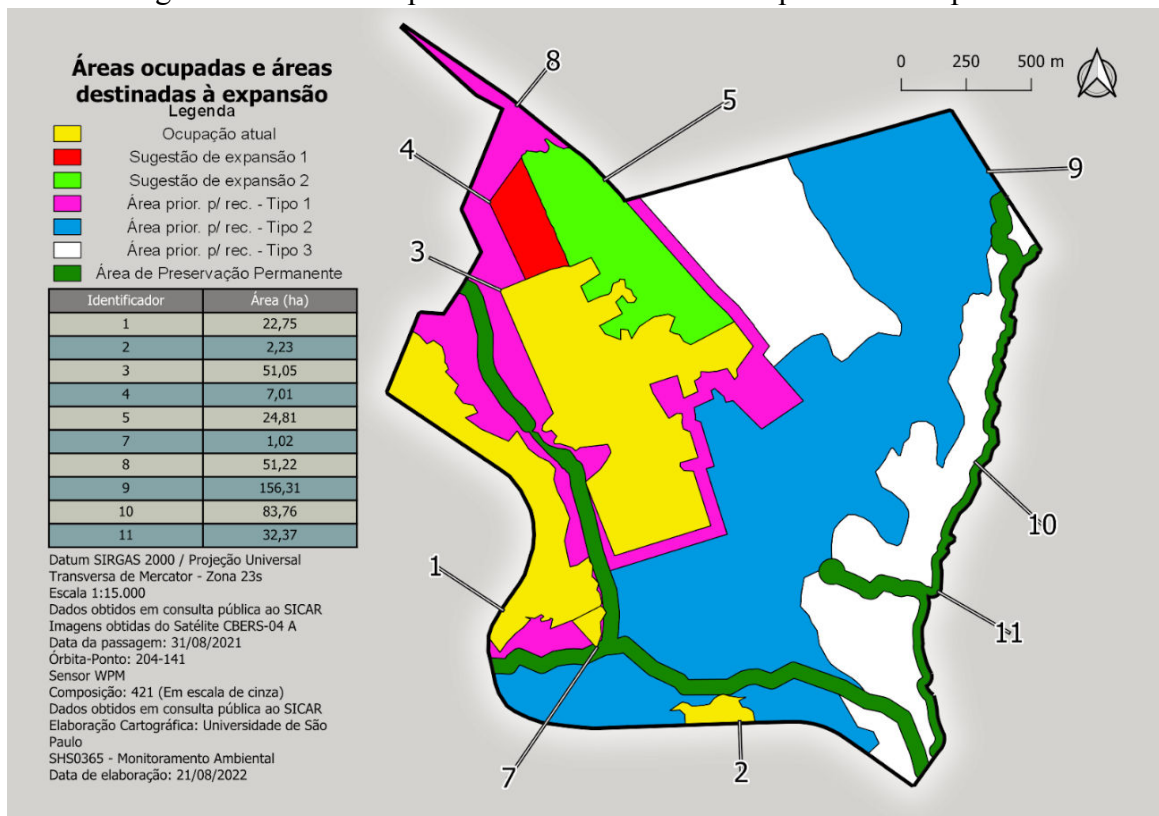 Áreas ocupadas e áreas
destinadas à expansão
Legenda
Ocupação atual
Sugestão de expansão 1
Sugestão de expansão 2
Área prior. p/ rec. - Tipo 1
Área prior. p/ rec. - Tipo 2
Área prior. p/ rec. - Tipo 3
Área de Preservação Permanente
Identificador Área (ha)
1 22,75
2 2,23
3 51,05
4 7,01
5 24,81
7 1,02
8 51,22
9 156,31
10 83,76
11 32,37
Datum SIRGAS 2000 / Projeção Universal
Transversa de Mercator - Zona 23s
Escala 1:15.000
Dados obtidos em consulta pública ao SICAR
Imagens obtidas do Satélite CBERS-04 A
Data da passagem: 31/08/2021
Órbita-Ponto: 204-141
Sensor WPM
Composição: 421 (Em escala de cinza)
Dados obtidos em consulta pública ao SICAR
Elaboração Cartográfica: Universidade de São
Paulo
SHS0365 - Monitoramento Ambiental
Data de elaboração: 21/08/2022
0 250 500 m
8
5
4
9
3
10
1
11
7
2